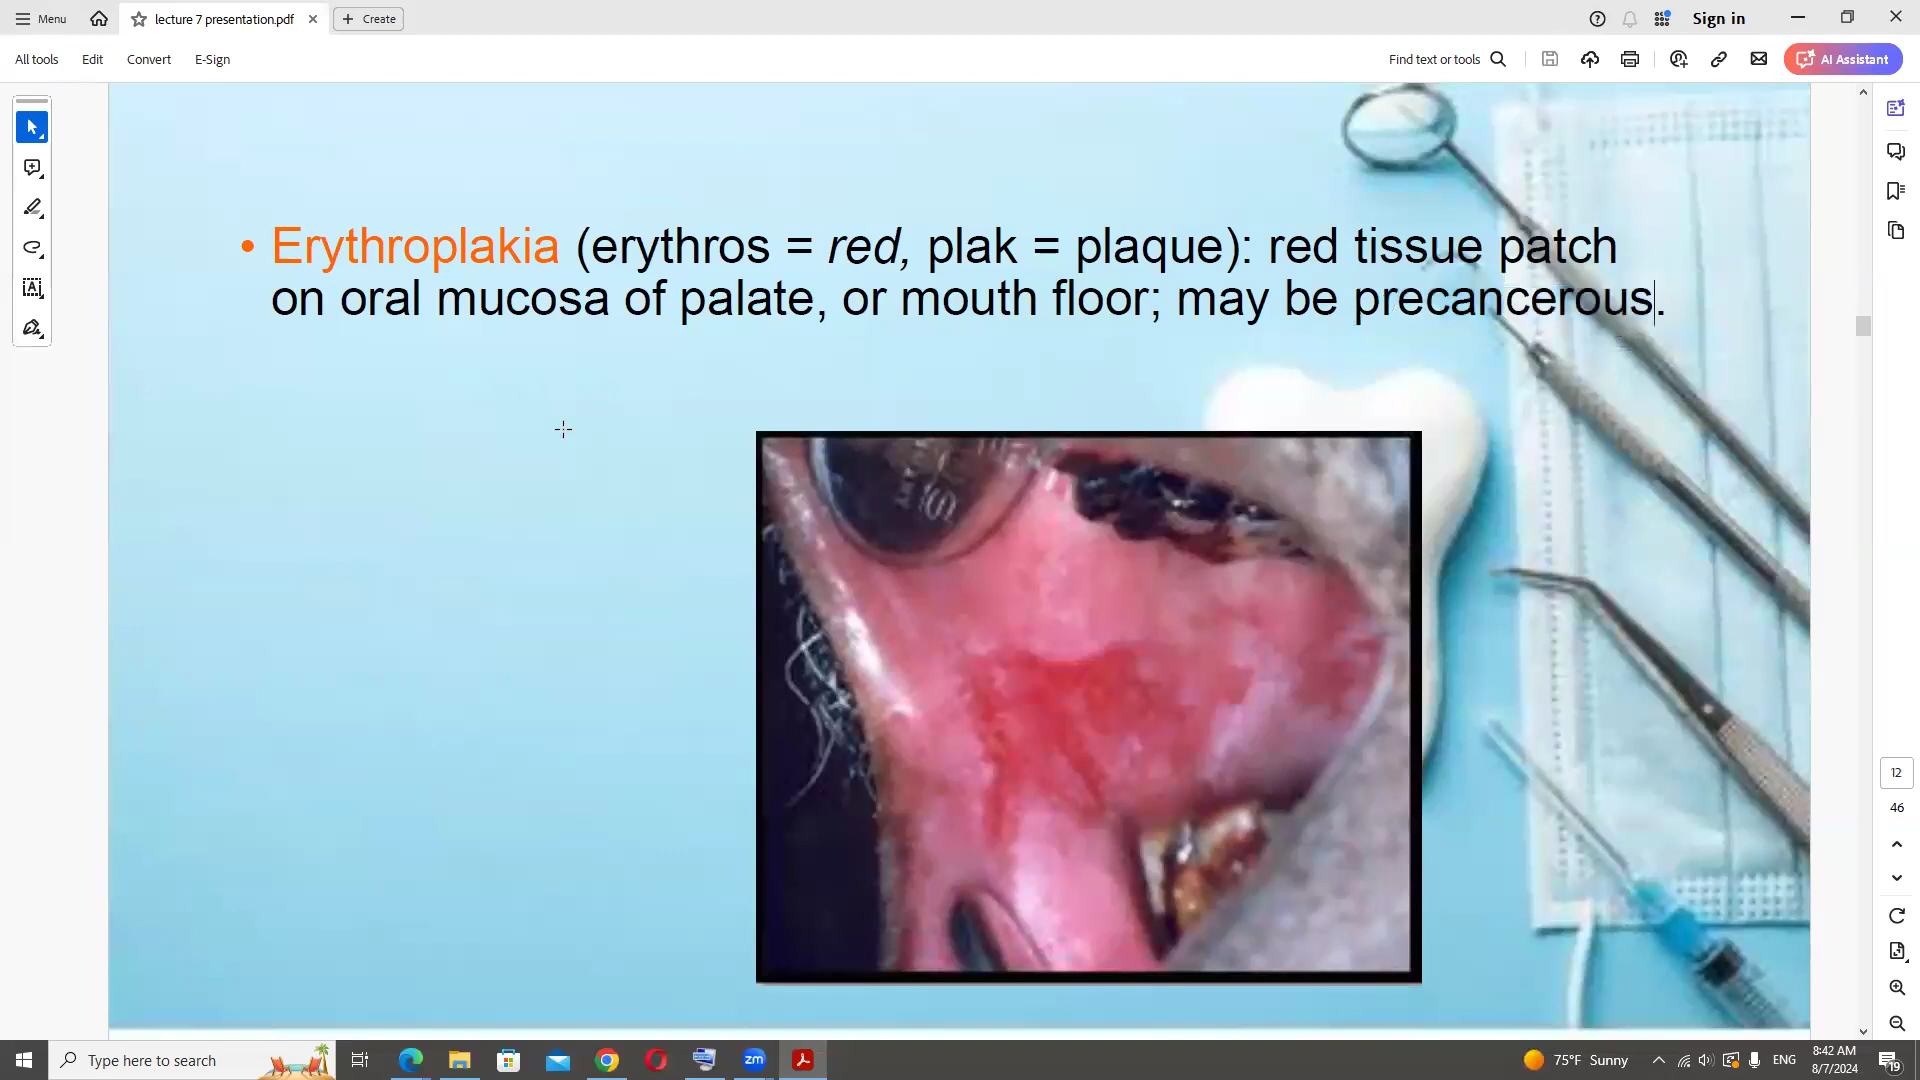 Menu
lecture 7 presentation.pdf
Create
Sign in
All tools
Edit
Convert
E-Sign
Find text or tools
AI Assistant
• Erythroplakia (erythros = red, plak = plaque): red tissue patch
on oral mucosa of palate, or mouth floor; may be precancerous.
12
46
Type here to search
zm
75°F Sunny
ENG
8:42 AM
8/7/2024
19